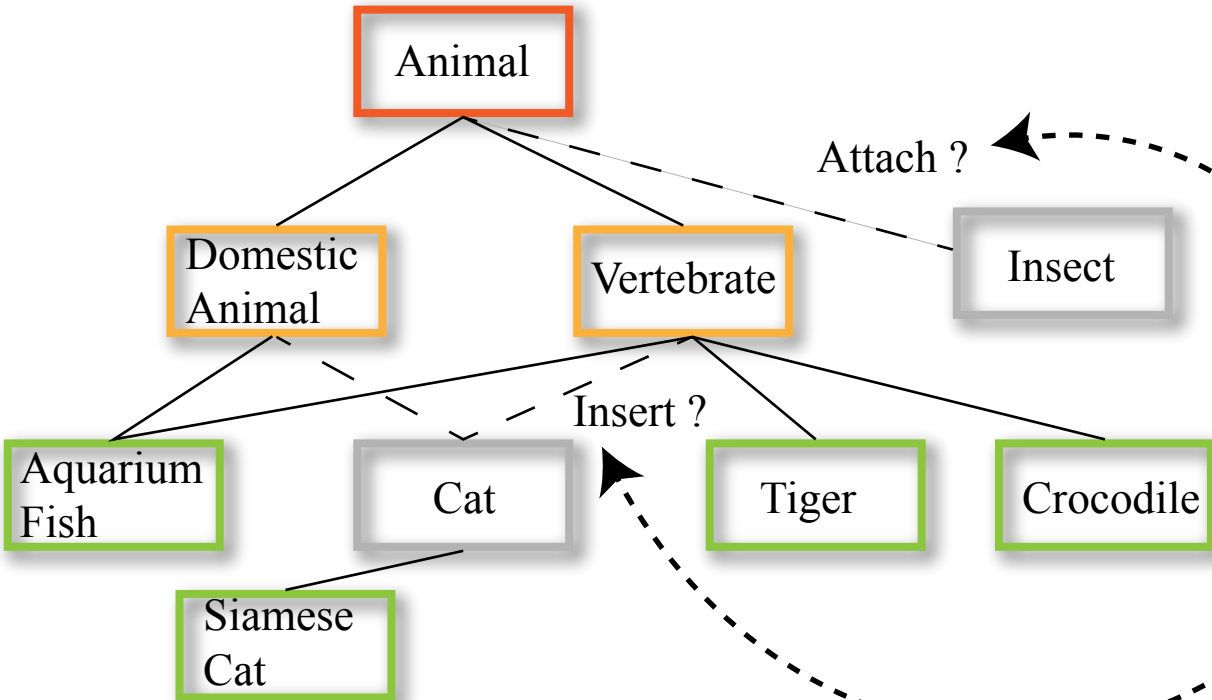 Animal
Attach ?
Domestic
Animal
Vertebrate
Insect
Insert ?
Aquarium
Fish
Cat
Tiger
Crocodile
Siamese
Cat